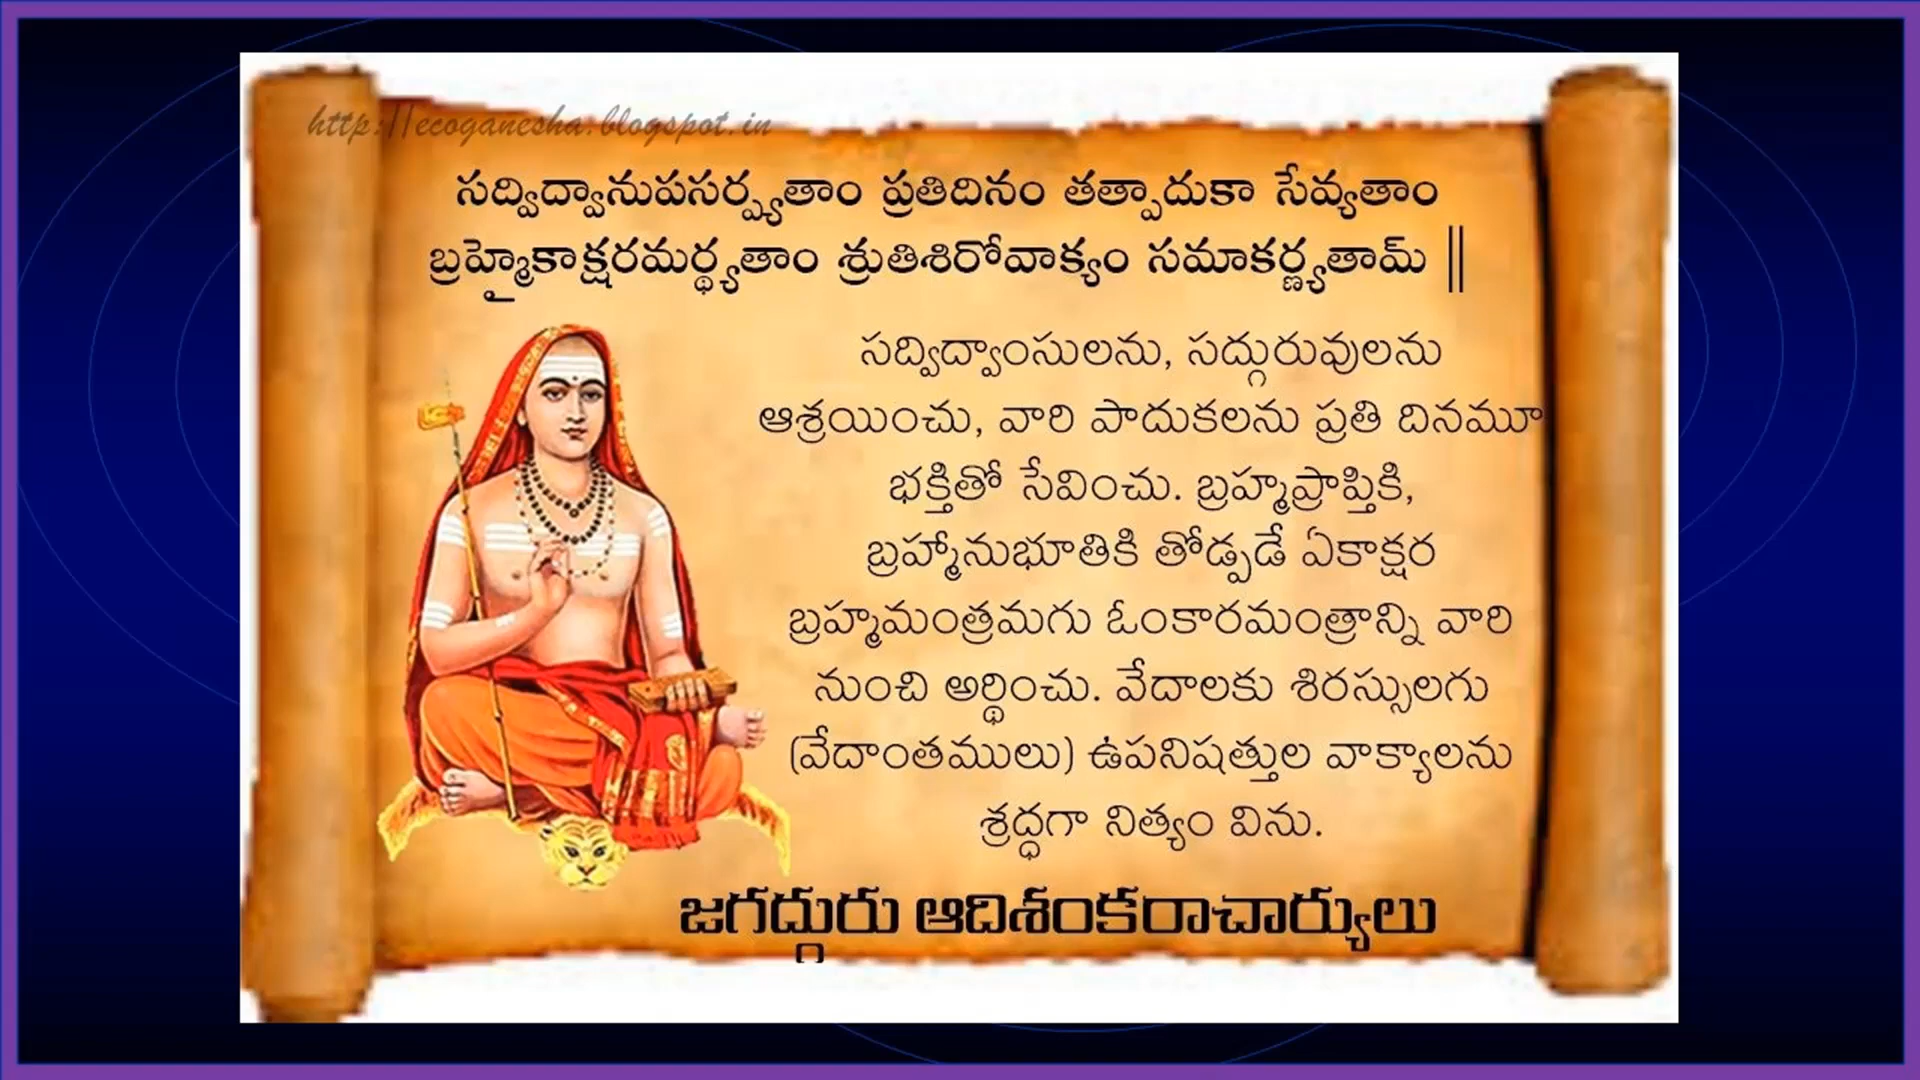 http://ecoganesha.blogspot.in
సద్విద్వానుపసర్ప్యతాం ప్రతిదినం తత్పాదుకా సేవ్యతాం
బ్రహ్మైకాక్షరమర్థ్యతాం శ్రుతిశిరోవాక్యం సమాకర్ణ్యతామ్ ||
సద్విద్వాంసులను, సద్గురువులను
ఆశ్రయించు, వారి పాదుకలను ప్రతి దినమూ
భక్తితో సేవించు. బ్రహ్మప్రాప్తికి,
బ్రహ్మానుభూతికి తోడ్పడే ఏకాక్షర
బ్రహ్మమంత్రమగు ఓంకారమంత్రాన్ని వారి
నుంచి అర్థించు. వేదాలకు శిరస్సులగు
(వేదాంతములు) ఉపనిషత్తుల వాక్యాలను
శ్రద్ధగా నిత్యం విను.
జగద్గురు ఆదిశంకరాచార్యులు